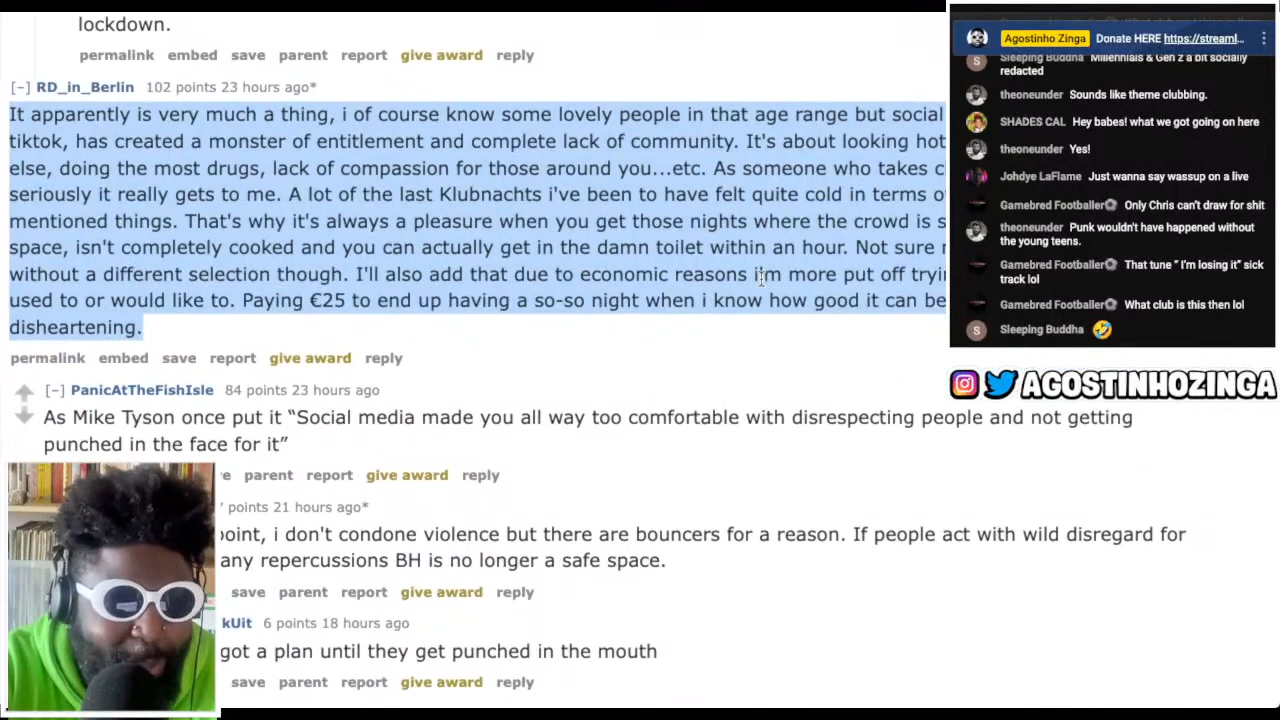 lockdown.
permalink embed save parent report give award reply
[−] RD_in_Berlin 102 points 23 hours ago*
It apparently is very much a thing, i of course know some lovely people in that age range but social
tiktok, has created a monster of entitlement and complete lack of community. It's about looking hot
else, doing the most drugs, lack of compassion for those around you...etc. As someone who takes c
seriously it really gets to me. A lot of the last Klubnachts i've been to have felt quite cold in terms o
mentioned things. That's why it's always a pleasure when you get those nights where the crowd is s
space, isn't completely cooked and you can actually get in the damn toilet within an hour. Not sure
without a different selection though. I'll also add that due to economic reasons i'm more put off tryi
used to or would like to. Paying €25 to end up having a so-so night when i know how good it can be
disheartening.
permalink embed save report give award reply
[−] PanicAtTheFishIsle 84 points 23 hours ago
As Mike Tyson once put it “Social media made you all way too comfortable with disrespecting people and not getting
punched in the face for it”
e parent report give award reply
points 21 hours ago*
point, i don't condone violence but there are bouncers for a reason. If people act with wild disregard for
any repercussions BH is no longer a safe space.
save parent report give award reply
kUit 6 points 18 hours ago
got a plan until they get punched in the mouth
save parent report give award reply
Agostinho Zinga Donate HERE https://streaml...
Sleeping Buddha Millennials & Gen Z a bit socially
redacted
theoneunder Sounds like theme clubbing.
SHADES CAL Hey babes! what we got going on here
theoneunder Yes!
Johdye LaFlame Just wanna say wassup on a live
Gamebred Footballer Only Chris can't draw for shit
theoneunder Punk wouldn't have happened without
the young teens.
Gamebred Footballer That tune " I'm losing it" sick
track lol
Gamebred Footballer What club is this then lol
S Sleeping Buddha 🤣
AGOSTINHOZINGA